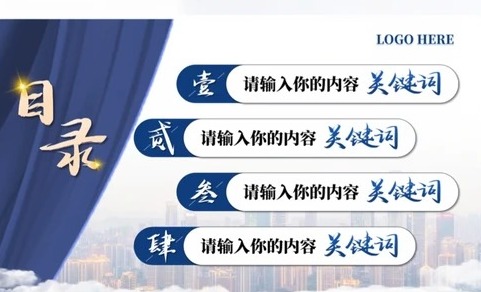 LOGO HERE
目录
壹 请输入你的内容 关键词
贰 请输入你的内容 关键词
叁 请输入你的内容 关键词
肆 请输入你的内容 关键词